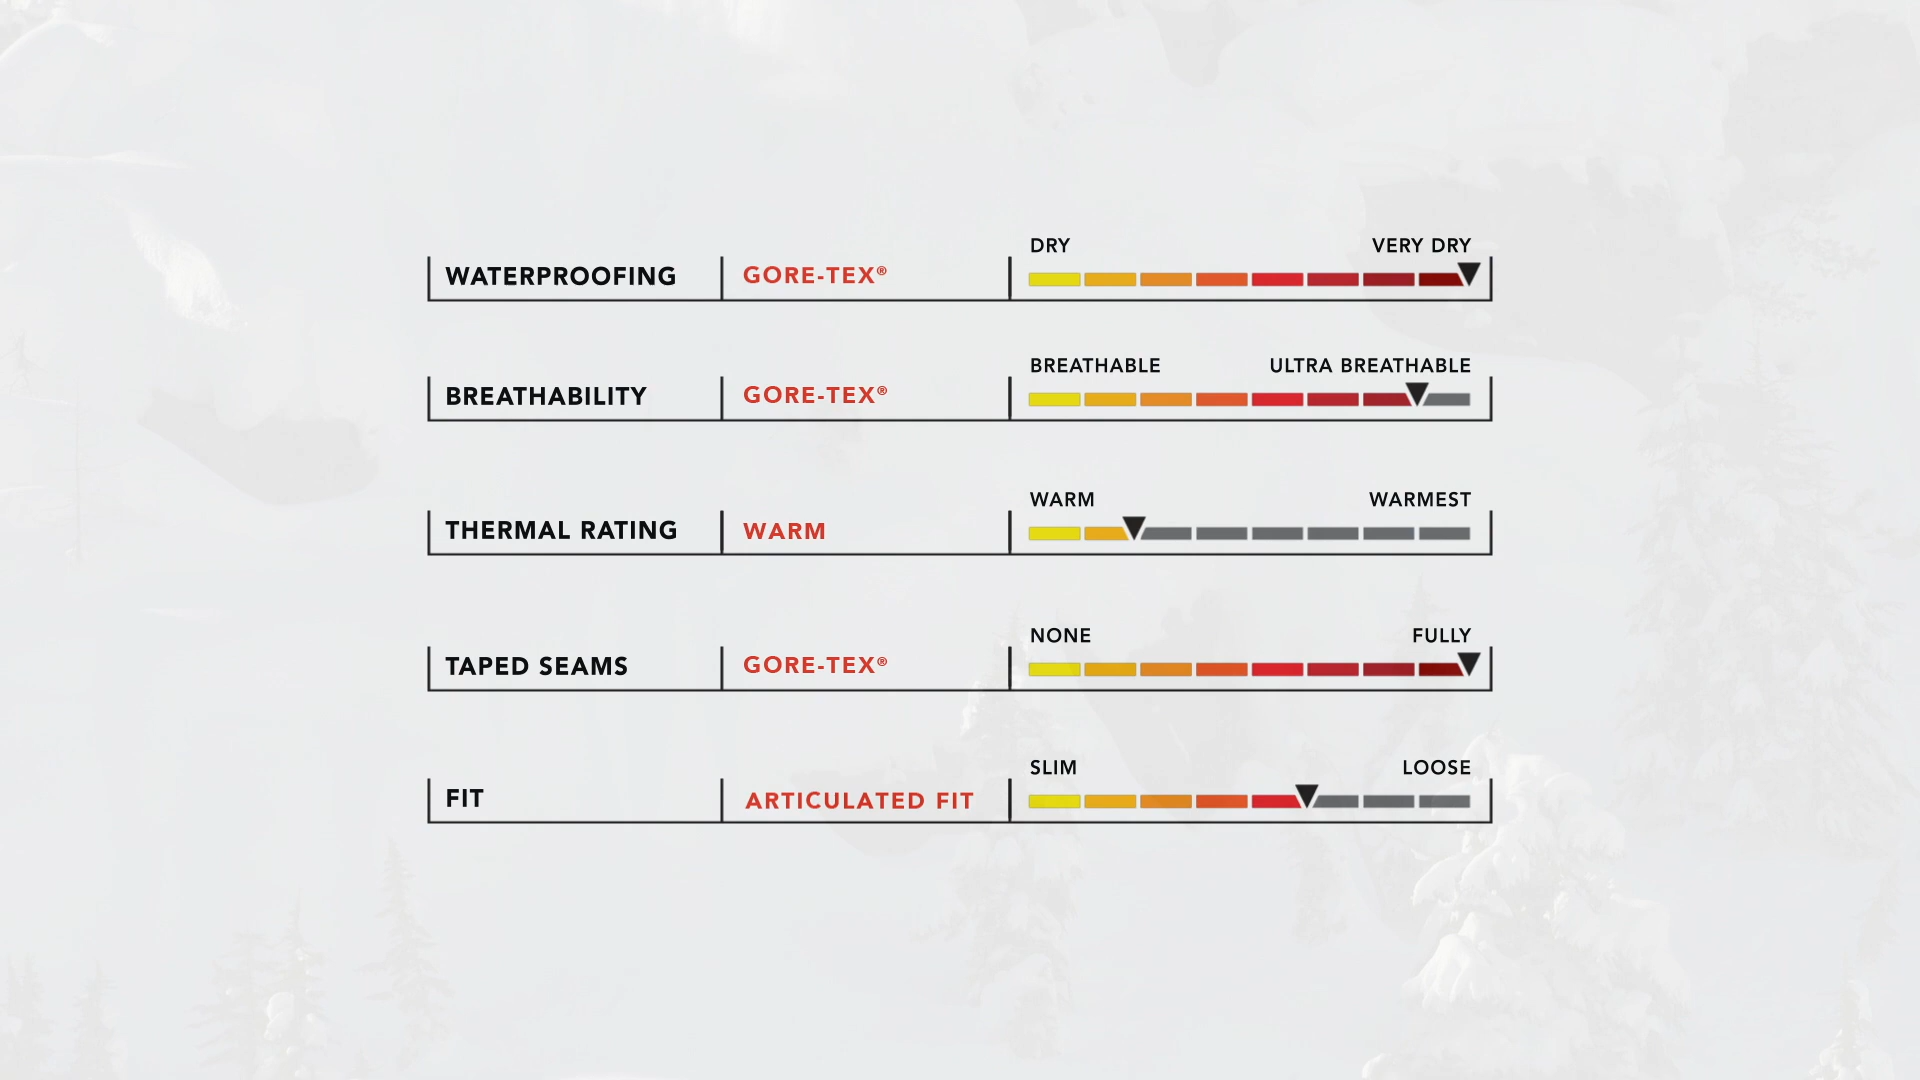 DRY VERY DRY
WATERPROOFING GORE-TEX®
BREATHABLE ULTRA BREATHABLE
BREATHABILITY GORE-TEX®
WARM WARMEST
THERMAL RATING WARM
NONE FULLY
TAPED SEAMS GORE-TEX®
SLIM LOOSE
FIT ARTICULATED FIT